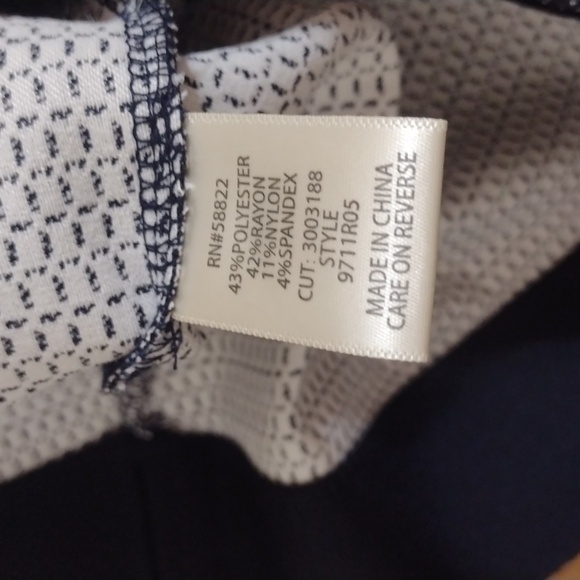 RN#58822
43%POLYESTER
42%RAYON
11%NYLON
4%SPANDEX
CUT: 3003188
STYLE
9711R05
MADE IN CHINA
CARE ON REVERSE